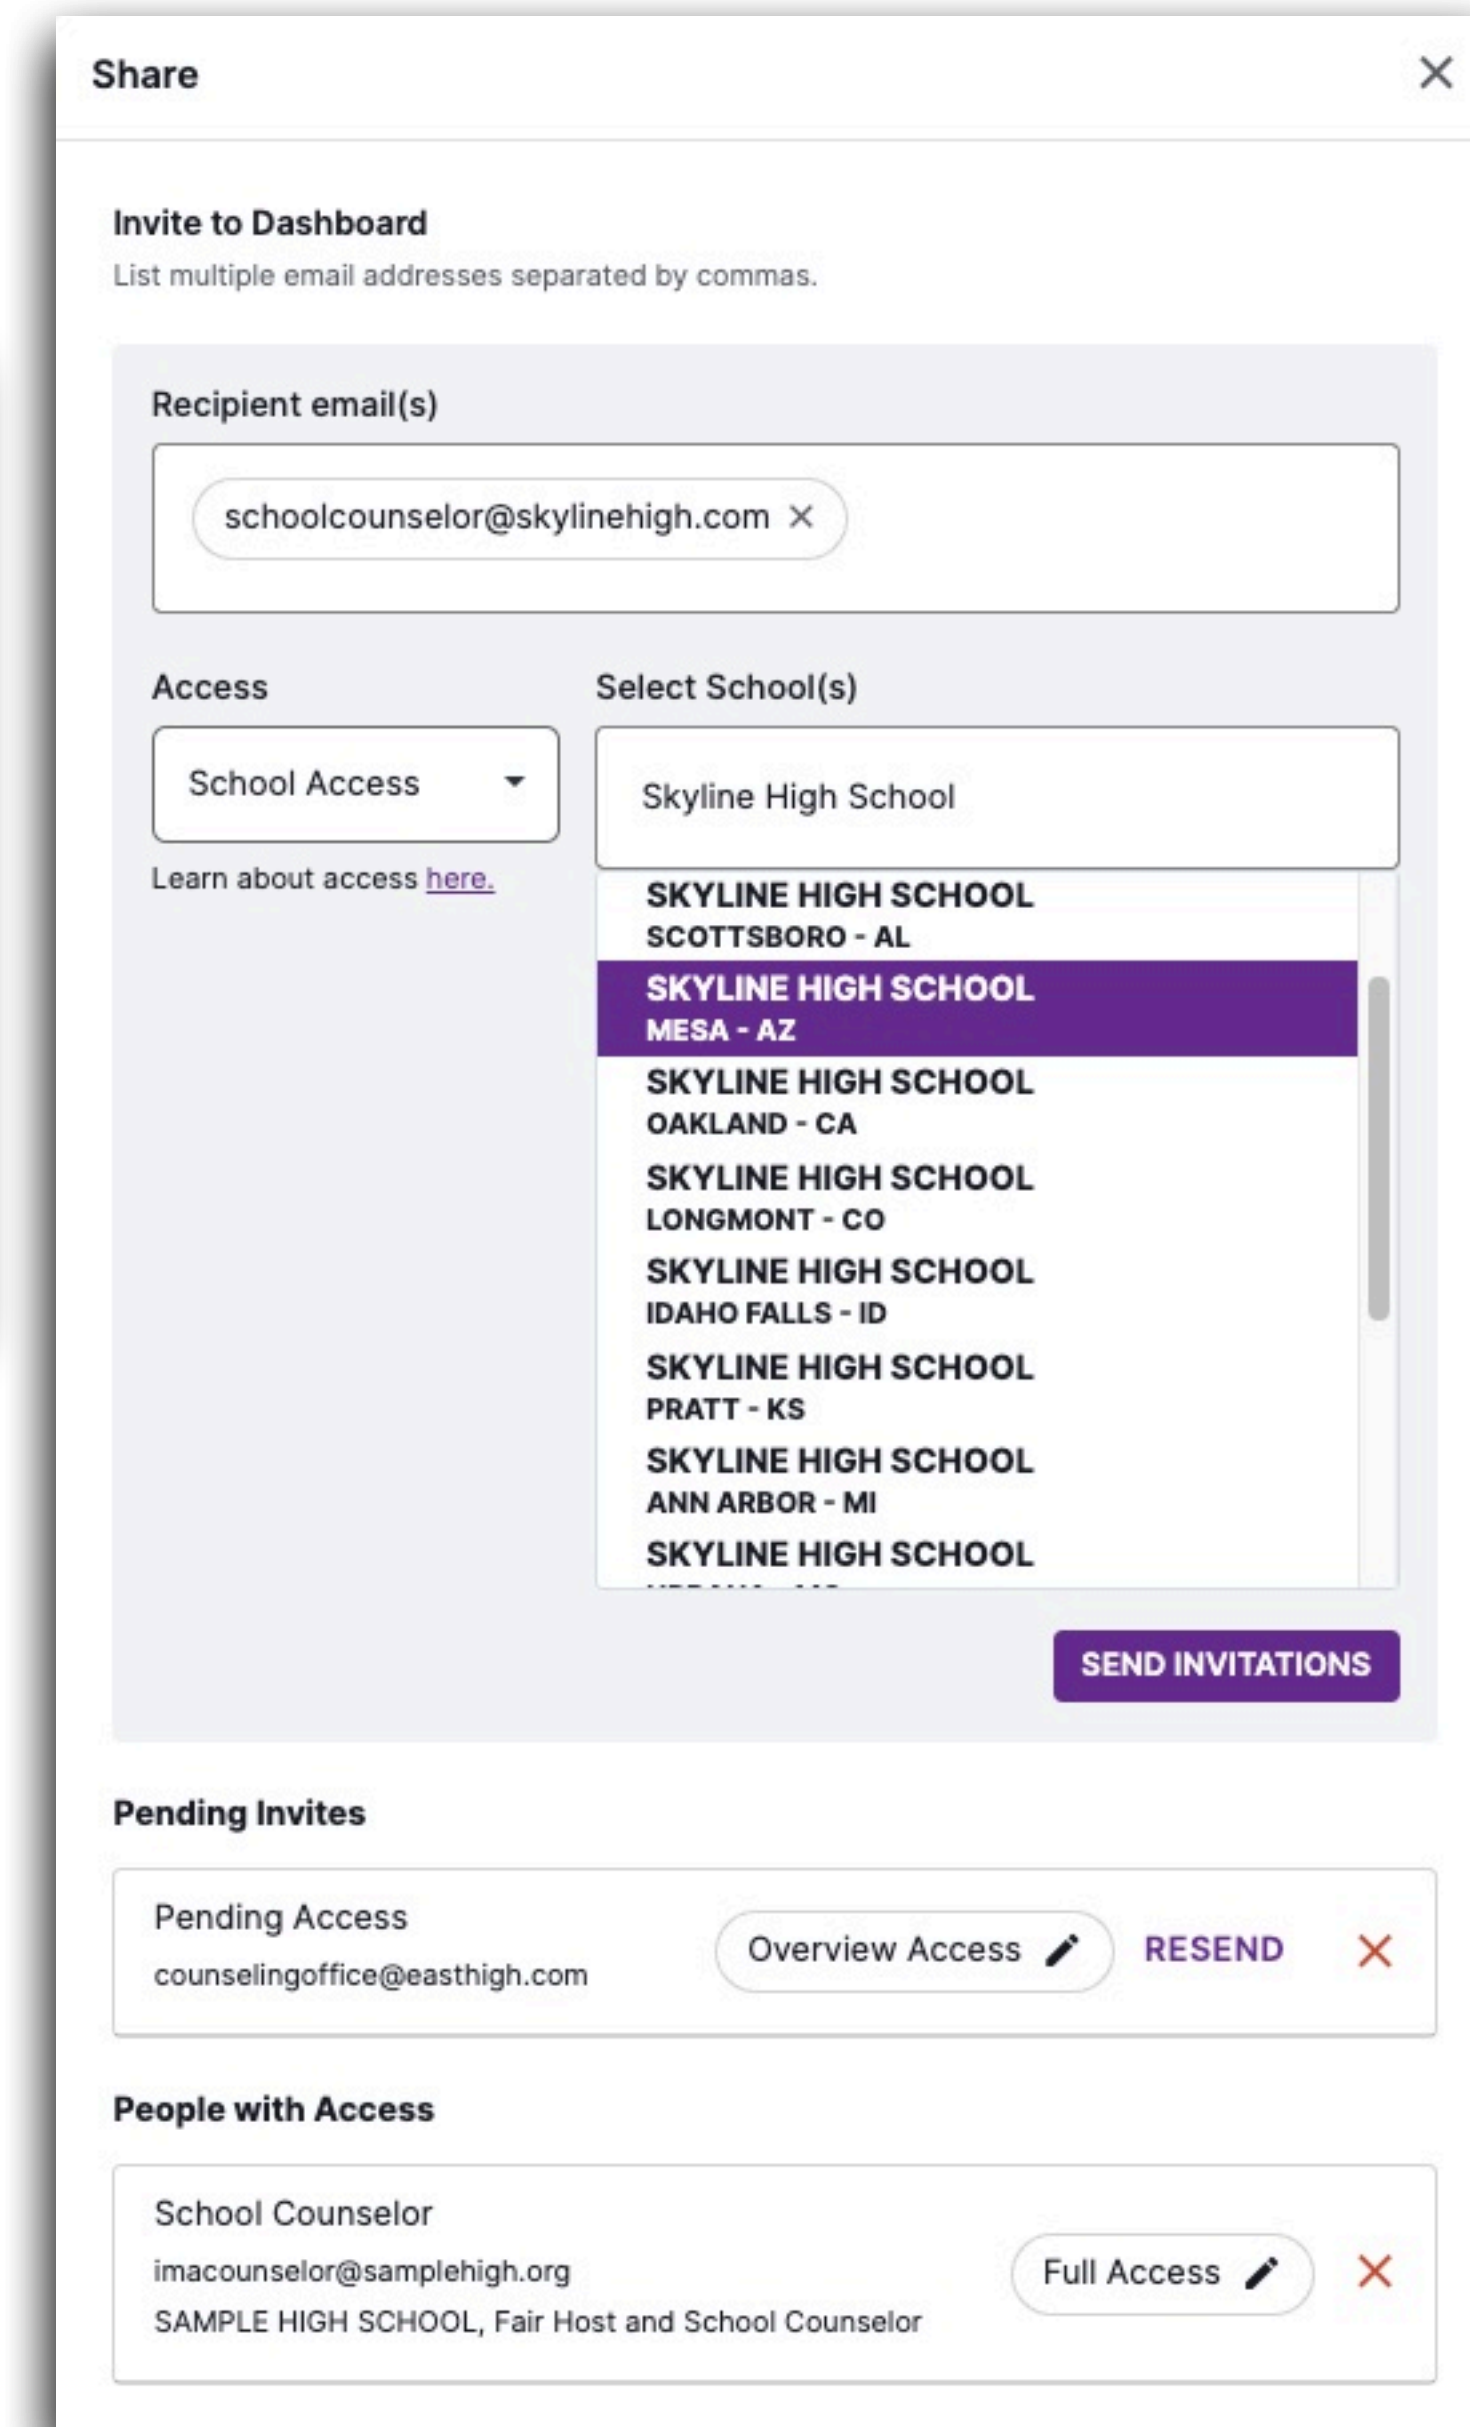 Share
Invite to Dashboard
List multiple email addresses separated by commas.
Recipient email(s)
schoolcounselor@skylinehigh.com
Access
Select School(s)
School Access
Skyline High School
Learn about access here.
SKYLINE HIGH SCHOOL
SCOTTSBORO - AL
SKYLINE HIGH SCHOOL
MESA - AZ
SKYLINE HIGH SCHOOL
OAKLAND - CA
SKYLINE HIGH SCHOOL
LONGMONT - CO
SKYLINE HIGH SCHOOL
IDAHO FALLS - ID
SKYLINE HIGH SCHOOL
PRATT - KS
SKYLINE HIGH SCHOOL
ANN ARBOR - MI
SKYLINE HIGH SCHOOL
SEND INVITATIONS
Pending Invites
Pending Access
counselingoffice@easthigh.com
Overview Access
RESEND
People with Access
School Counselor
imacounselor@samplehigh.org
SAMPLE HIGH SCHOOL, Fair Host and School Counselor
Full Access